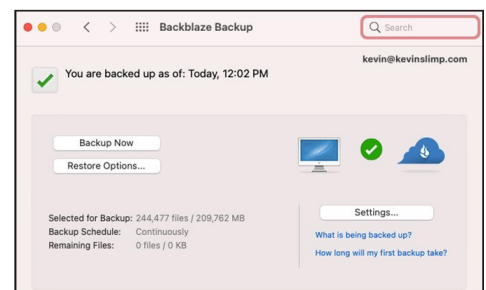 Backblaze Backup
Search
kevin@kevinslimp.com
You are backed up as of: Today, 12:02 PM
Backup Now
Restore Options...
Selected for Backup: 244,477 files / 209,762 MB
Backup Schedule: Continuously
Remaining Files: 0 files / 0 KB
Settings...
What is being backed up?
How long will my first backup take?